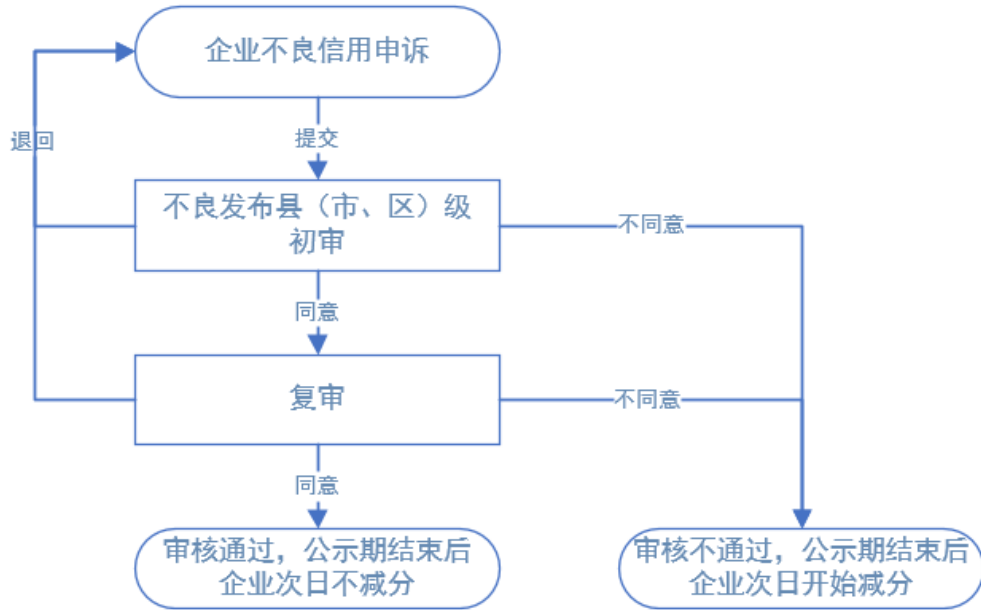 企业不良信用申诉
退回
提交
不良发布县（市、区）级
初审
不同意
同意
复审
不同意
同意
审核通过，公示期结束后
企业次日不减分
审核不通过，公示期结束后
企业次日开始减分